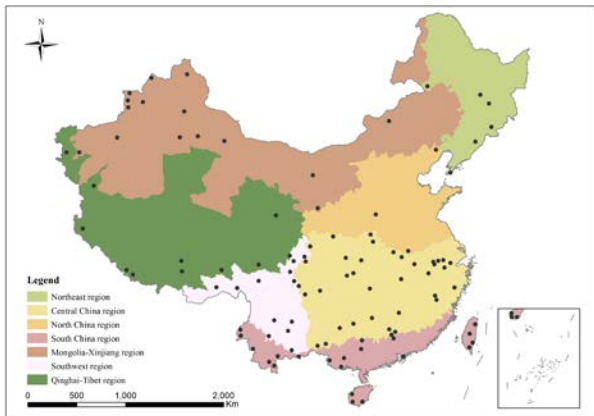 N
Legend
Northeast region
Central China region
North China region
South China region
Mongolia-Xinjiang region
Southwest region
Qinghai-Tibet region
0 500 1,000 2,000
Km